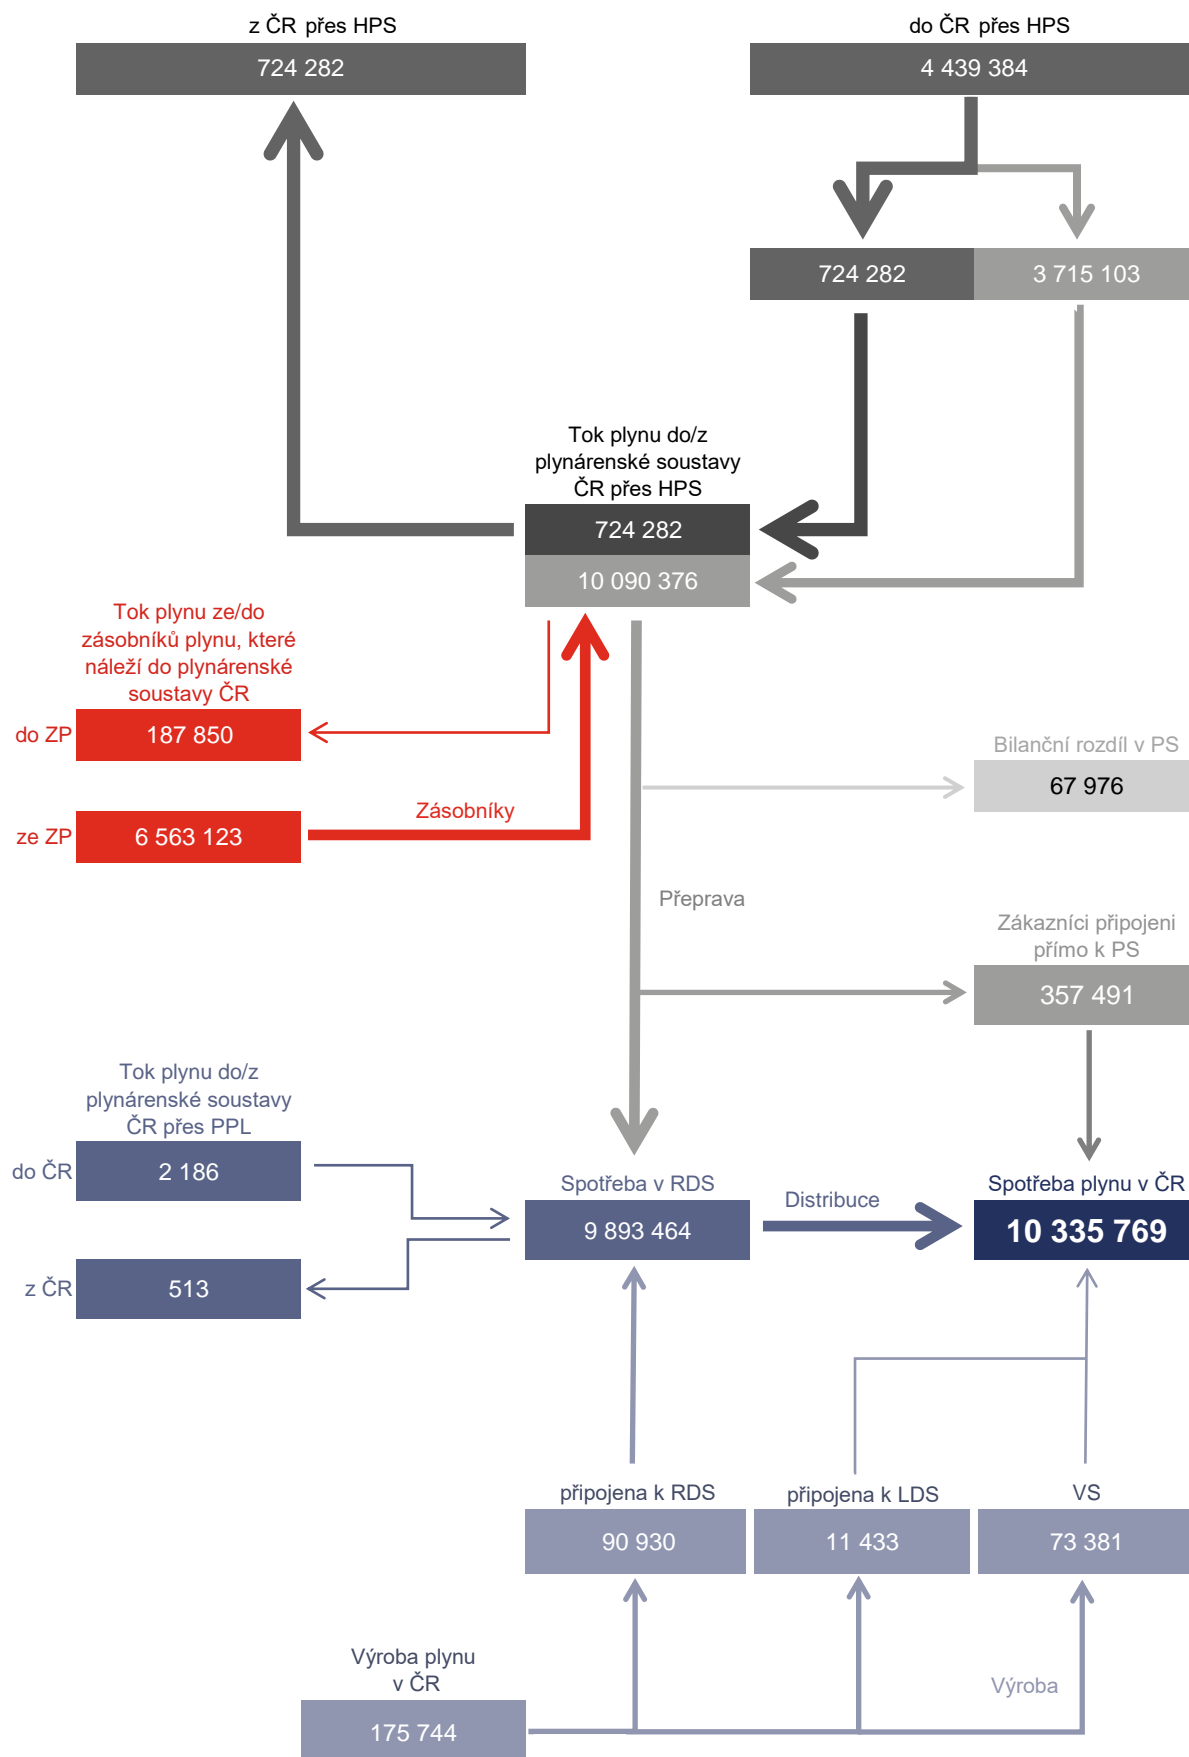 z ČR přes HPS
do ČR přes HPS
724 282
4 439 384
724 282
3 715 103
Tok plynu do/z
plynárenské soustavy
ČR přes HPS
724 282
10 090 376
Tok plynu ze/do
zásobníků plynu, které
náleží do plynárenské
soustavy ČR
do ZP
187 850
Bilanční rozdíl v PS
67 976
Zásobníky
ze ZP
6 563 123
Přeprava
Zákazníci připojeni
přímo k PS
357 491
Tok plynu do/z
plynárenské soustavy
ČR přes PPL
do ČR
2 186
Spotřeba v RDS
Distribuce
Spotřeba plynu v ČR
9 893 464
10 335 769
z ČR
513
připojena k RDS
připojena k LDS
VS
90 930
11 433
73 381
Výroba plynu
v ČR
Výroba
175 744